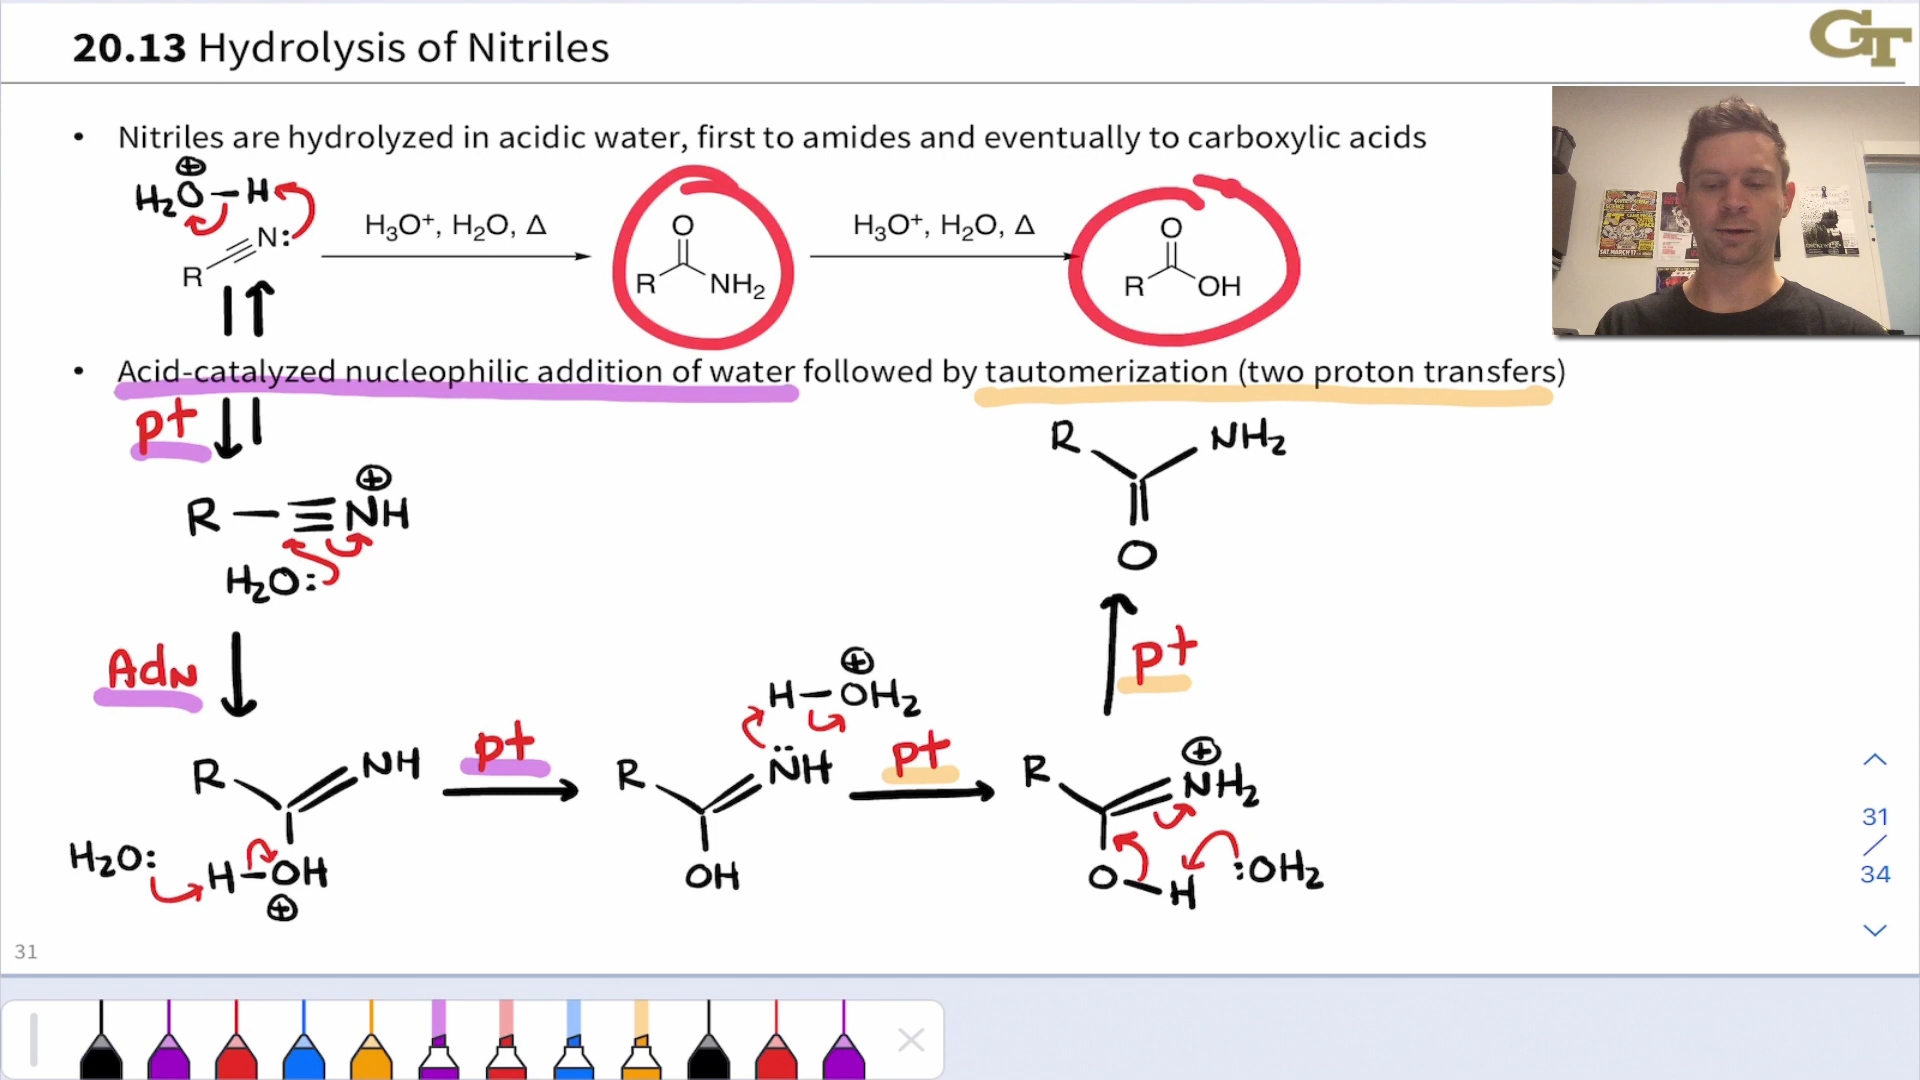 20.13 Hydrolysis of Nitriles
GT
• Nitriles are hydrolyzed in acidic water, first to amides and eventually to carboxylic acids
⊕
H₂O–H
N:
R
H₃O⁺, H₂O, Δ
O
R NH₂
H₃O⁺, H₂O, Δ
O
R OH
• Acid-catalyzed nucleophilic addition of water followed by tautomerization (two proton transfers)
pt
R NH₂
O
⊕
R–≡NH
H₂O:
AdN
pt
⊕
H–OH₂
pt
pt
R NH
H₂O: H–OH
⊕
R N̈H
OH
⊕
R NH₂
O–H :OH₂
31
/
34
31